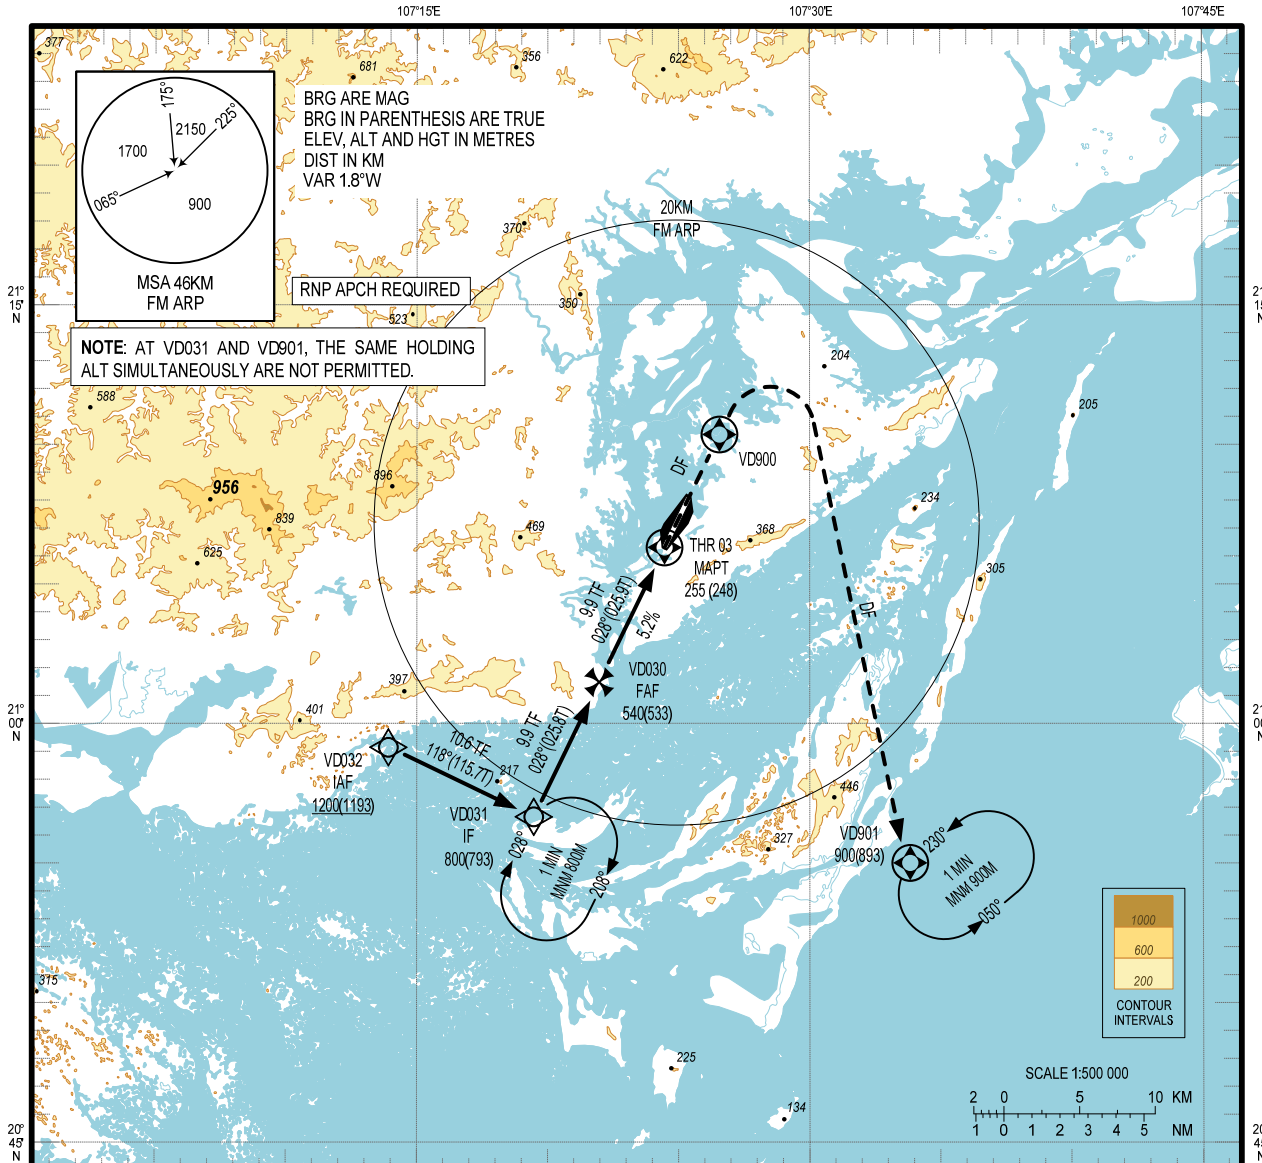 107°15'E
107°30'E
107°45'E
377
681
356
622
175°
225°
2150
1700
065°
900
MSA 46KM
FM ARP
BRG ARE MAG
BRG IN PARENTHESIS ARE TRUE
ELEV, ALT AND HGT IN METRES
DIST IN KM
VAR 1.8°W
20KM
FM ARP
370
350
RNP APCH REQUIRED
523
21°
15'
N
21°
15'
N
NOTE: AT VD031 AND VD901, THE SAME HOLDING
ALT SIMULTANEOUSLY ARE NOT PERMITTED.
204
588
205
VD900
DF
896
956
839
625
469
368
234
305
THR 03
MAPT
255 (248)
9.9 TF
028°(025.9T)
5.2%
DF
VD030
FAF
540(533)
397
401
21°
00'
N
21°
00'
N
9.9 TF
028°(025.8T)
10.6 TF
118°(115.7T)
217
VD032
IAF
1200(1193)
VD031
IF
800(793)
028°
1 MIN
MNM 800M
208°
446
327
VD901
900(893)
230°
1 MIN
MNM 900M
050°
315
1000
600
200
CONTOUR
INTERVALS
225
134
SCALE 1:500 000
2 0 5 10 KM
1 0 1 2 3 4 5 NM
20°
45'
N
20°
45'
N